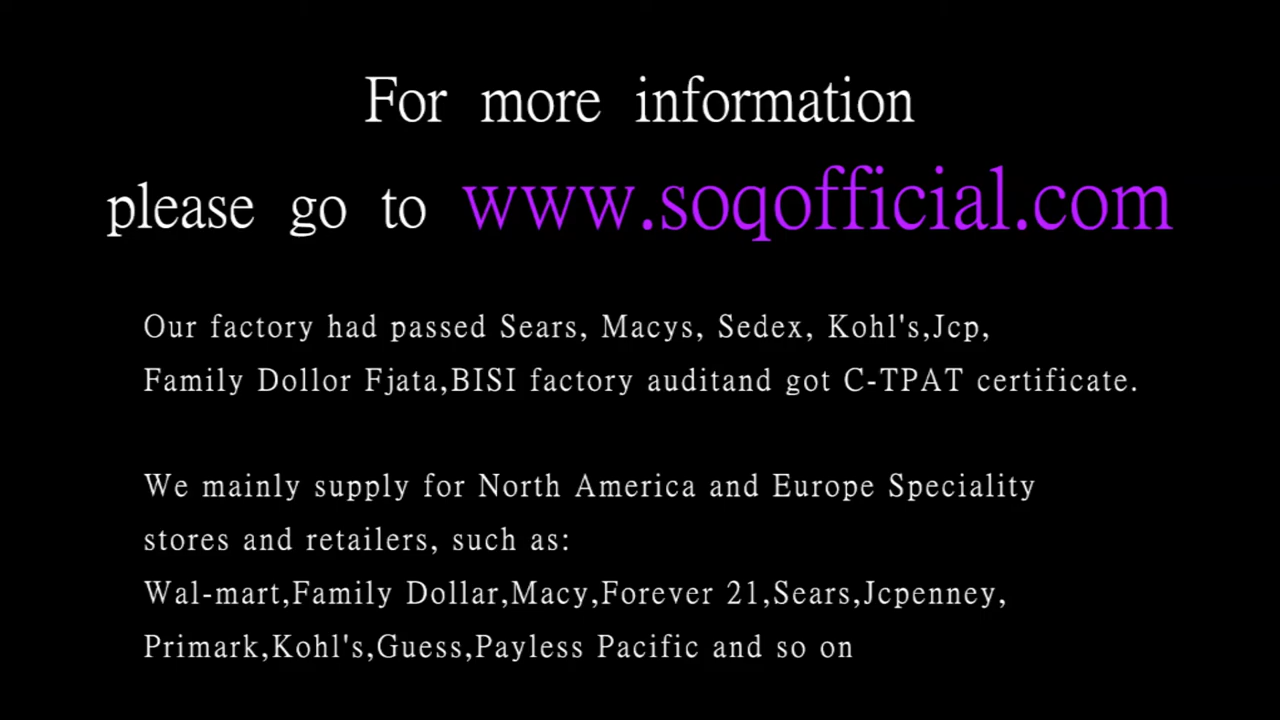 For more information
please go to www.soqofficial.com
Our factory had passed Sears, Macys, Sedex, Kohl's,Jcp,
Family Dollor Fjata,BISI factory auditand got C-TPAT certificate.
We mainly supply for North America and Europe Speciality
stores and retailers, such as:
Wal-mart,Family Dollar,Macy,Forever 21,Sears,Jcpenney,
Primark,Kohl's,Guess,Payless Pacific and so on